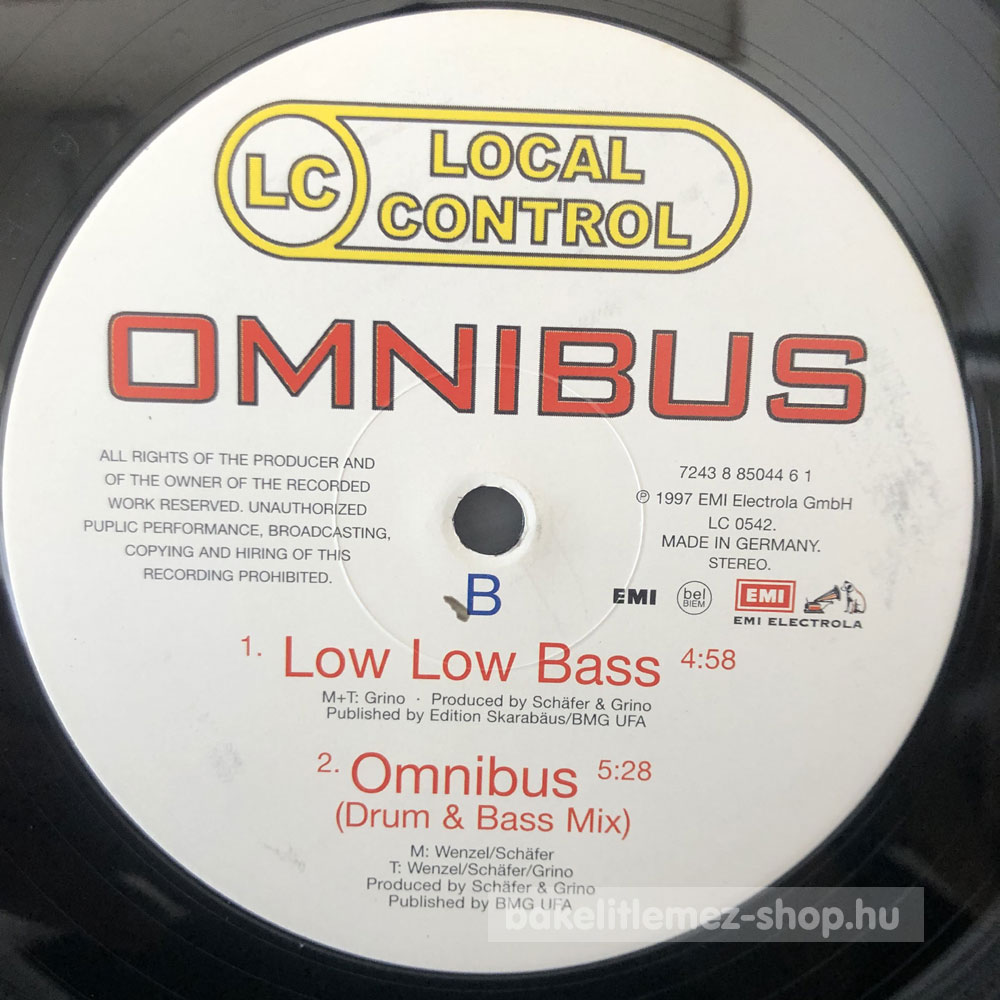 LC LOCAL
CONTROL
OMNIBUS
ALL RIGHTS OF THE PRODUCER AND
OF THE OWNER OF THE RECORDED
WORK RESERVED. UNAUTHORIZED
PUPLIC PERFORMANCE, BROADCASTING,
COPYING AND HIRING OF THIS
RECORDING PROHIBITED.
7243 8 85044 6 1
℗ 1997 EMI Electrola GmbH
LC 0542.
MADE IN GERMANY.
STEREO.
B
EMI bel BIEM EMI
EMI ELECTROLA
1. Low Low Bass 4:58
M+T: Grino · Produced by Schäfer & Grino
Published by Edition Skarabäus/BMG UFA
2. Omnibus 5:28
(Drum & Bass Mix)
M: Wenzel/Schäfer
T: Wenzel/Schäfer/Grino
Produced by Schäfer & Grino
Published by BMG UFA
bakelitlemez-shop.hu